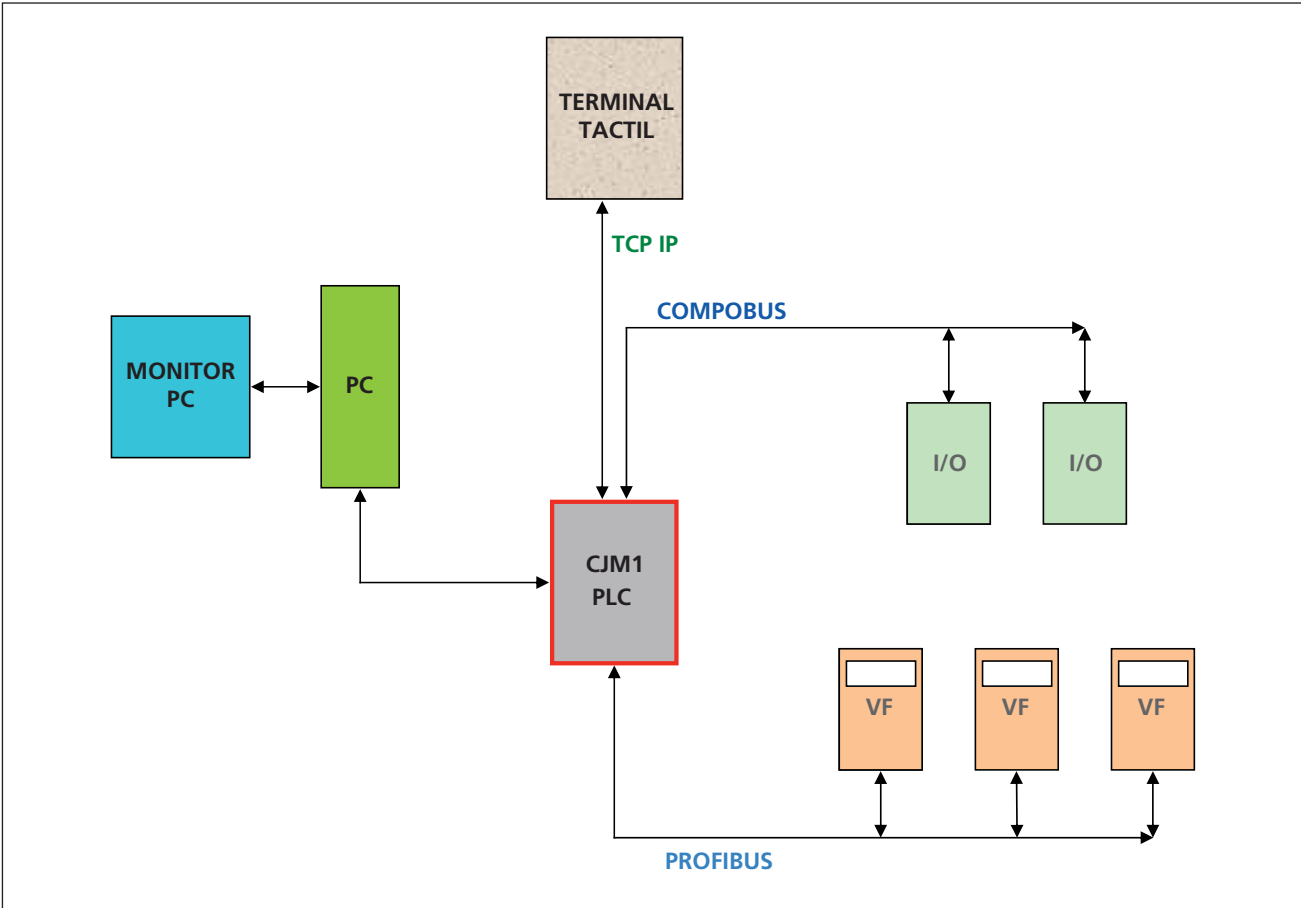 TERMINAL
TACTIL
TCP IP
COMPOBUS
MONITOR
PC
PC
I/O
I/O
CJM1
PLC
VF
VF
VF
PROFIBUS